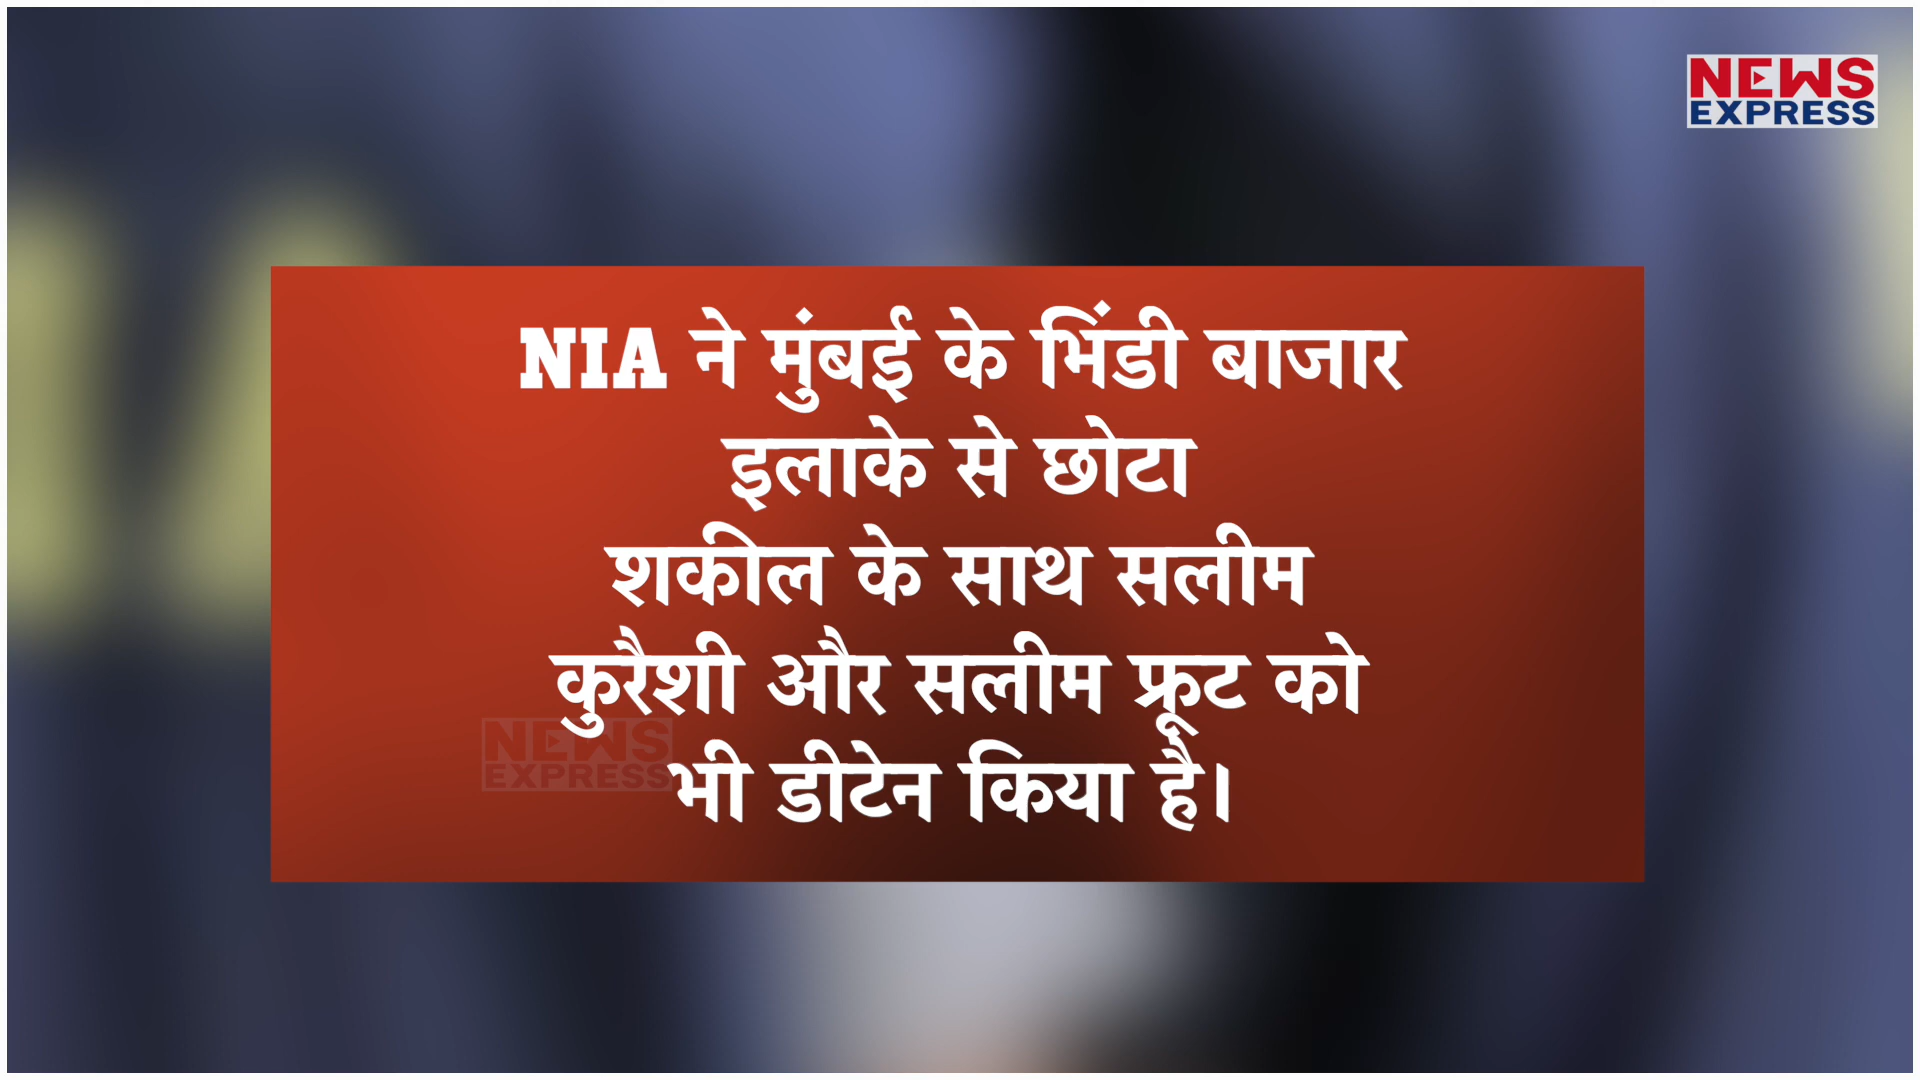 NEWS
EXPRESS
NIA ने मुंबई के भिंडी बाजार
इलाके से छोटा
शकील के साथ सलीम
कुरैशी और सलीम फ्रूट को
भी डीटेन किया है।
NEWS
EXPRESS